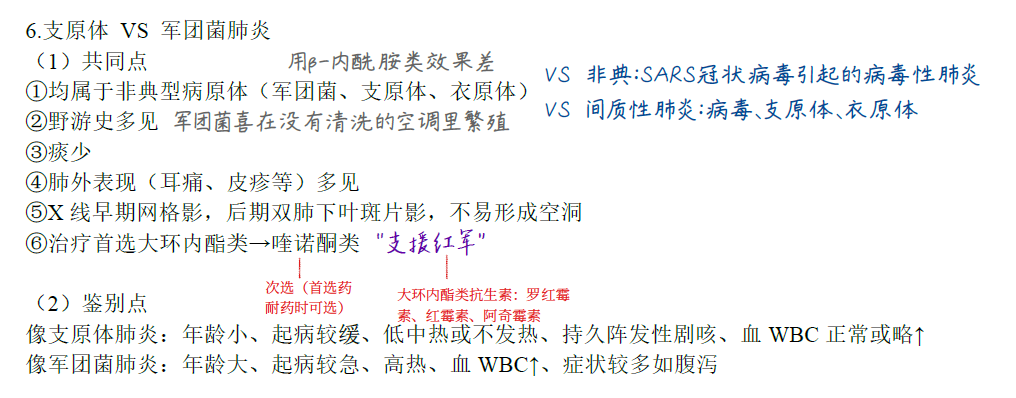 6.支原体 VS 军团菌肺炎
（1）共同点
用β-内酰胺类效果差
VS 非典:SARS冠状病毒引起的病毒性肺炎
①均属于非典型病原体（军团菌、支原体、衣原体）
VS 间质性肺炎:病毒、支原体、衣原体
②野游史多见 军团菌喜在没有清洗的空调里繁殖
③痰少
④肺外表现（耳痛、皮疹等）多见
⑤X 线早期网格影，后期双肺下叶斑片影，不易形成空洞
⑥治疗首选大环内酯类→喹诺酮类 "支援红军"
次选（首选药
耐药时可选）
大环内酯类抗生素：罗红霉
素、红霉素、阿奇霉素
（2）鉴别点
像支原体肺炎：年龄小、起病较缓、低中热或不发热、持久阵发性剧咳、血 WBC 正常或略↑
像军团菌肺炎：年龄大、起病较急、高热、血 WBC↑、症状较多如腹泻